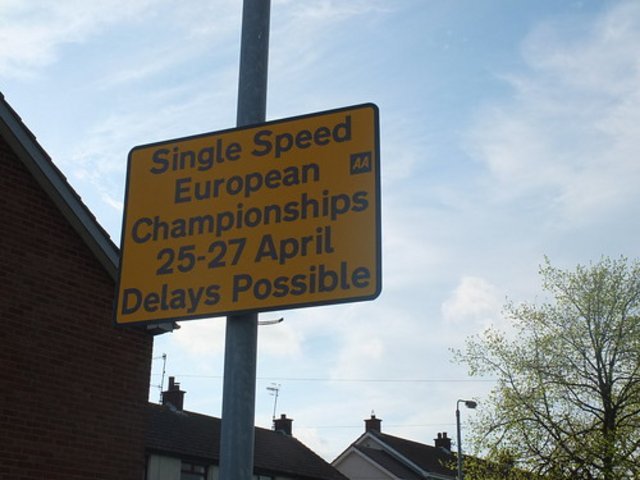 Single Speed
AA
European
Championships
25-27 April
Delays Possible